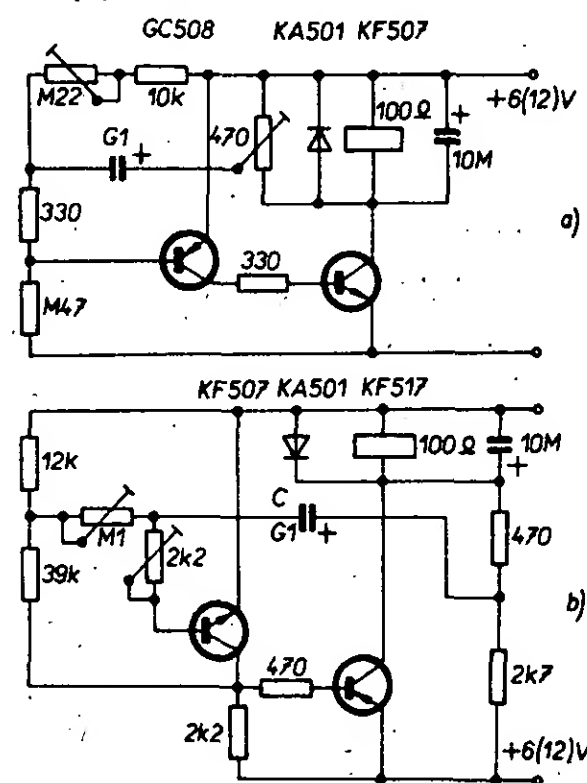 GC508 KA501 KF507
M22
10k
470
100Ω
+
+6(12)V
10M
G1
+
330
a)
330
M47
KF507 KA501 KF517
12k
100Ω
10M
+
C
G1
+
M1
2k2
470
39k
b)
470
2k7
2k2
+6(12)V